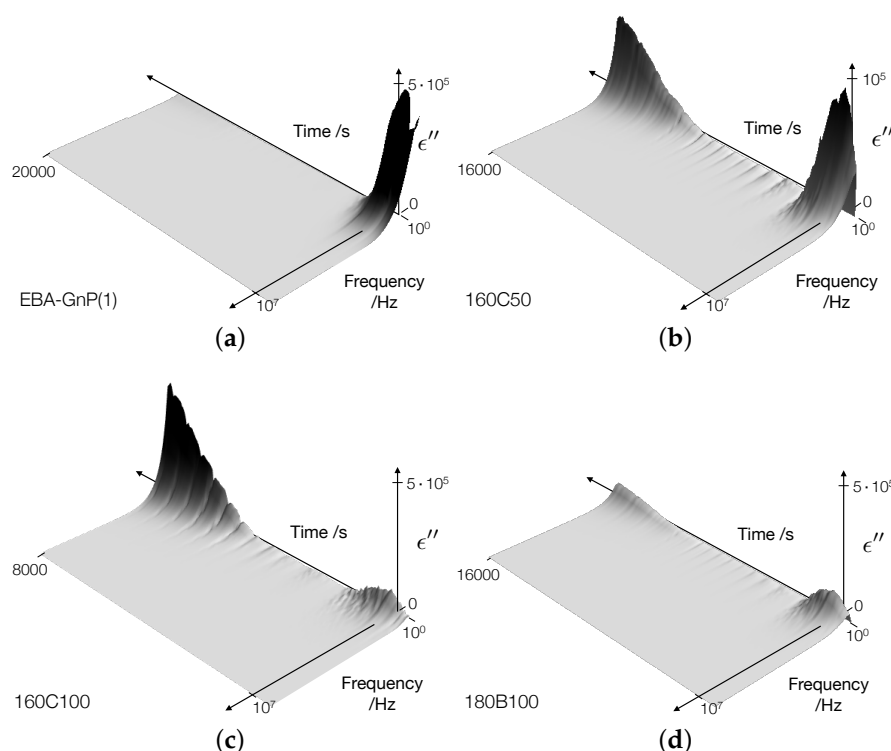 5·10⁵
Time /s
ϵ′′
20000
0
10⁰
Frequency
/Hz
10⁷
EBA-GnP(1)
(a)
10⁵
Time /s
ϵ′′
16000
0
10⁰
Frequency
/Hz
10⁷
160C50
(b)
5·10⁵
Time /s
ϵ′′
8000
0
10⁰
Frequency
/Hz
10⁷
160C100
(c)
5·10⁵
Time /s
ϵ′′
16000
0
10⁰
Frequency
/Hz
10⁷
180B100
(d)